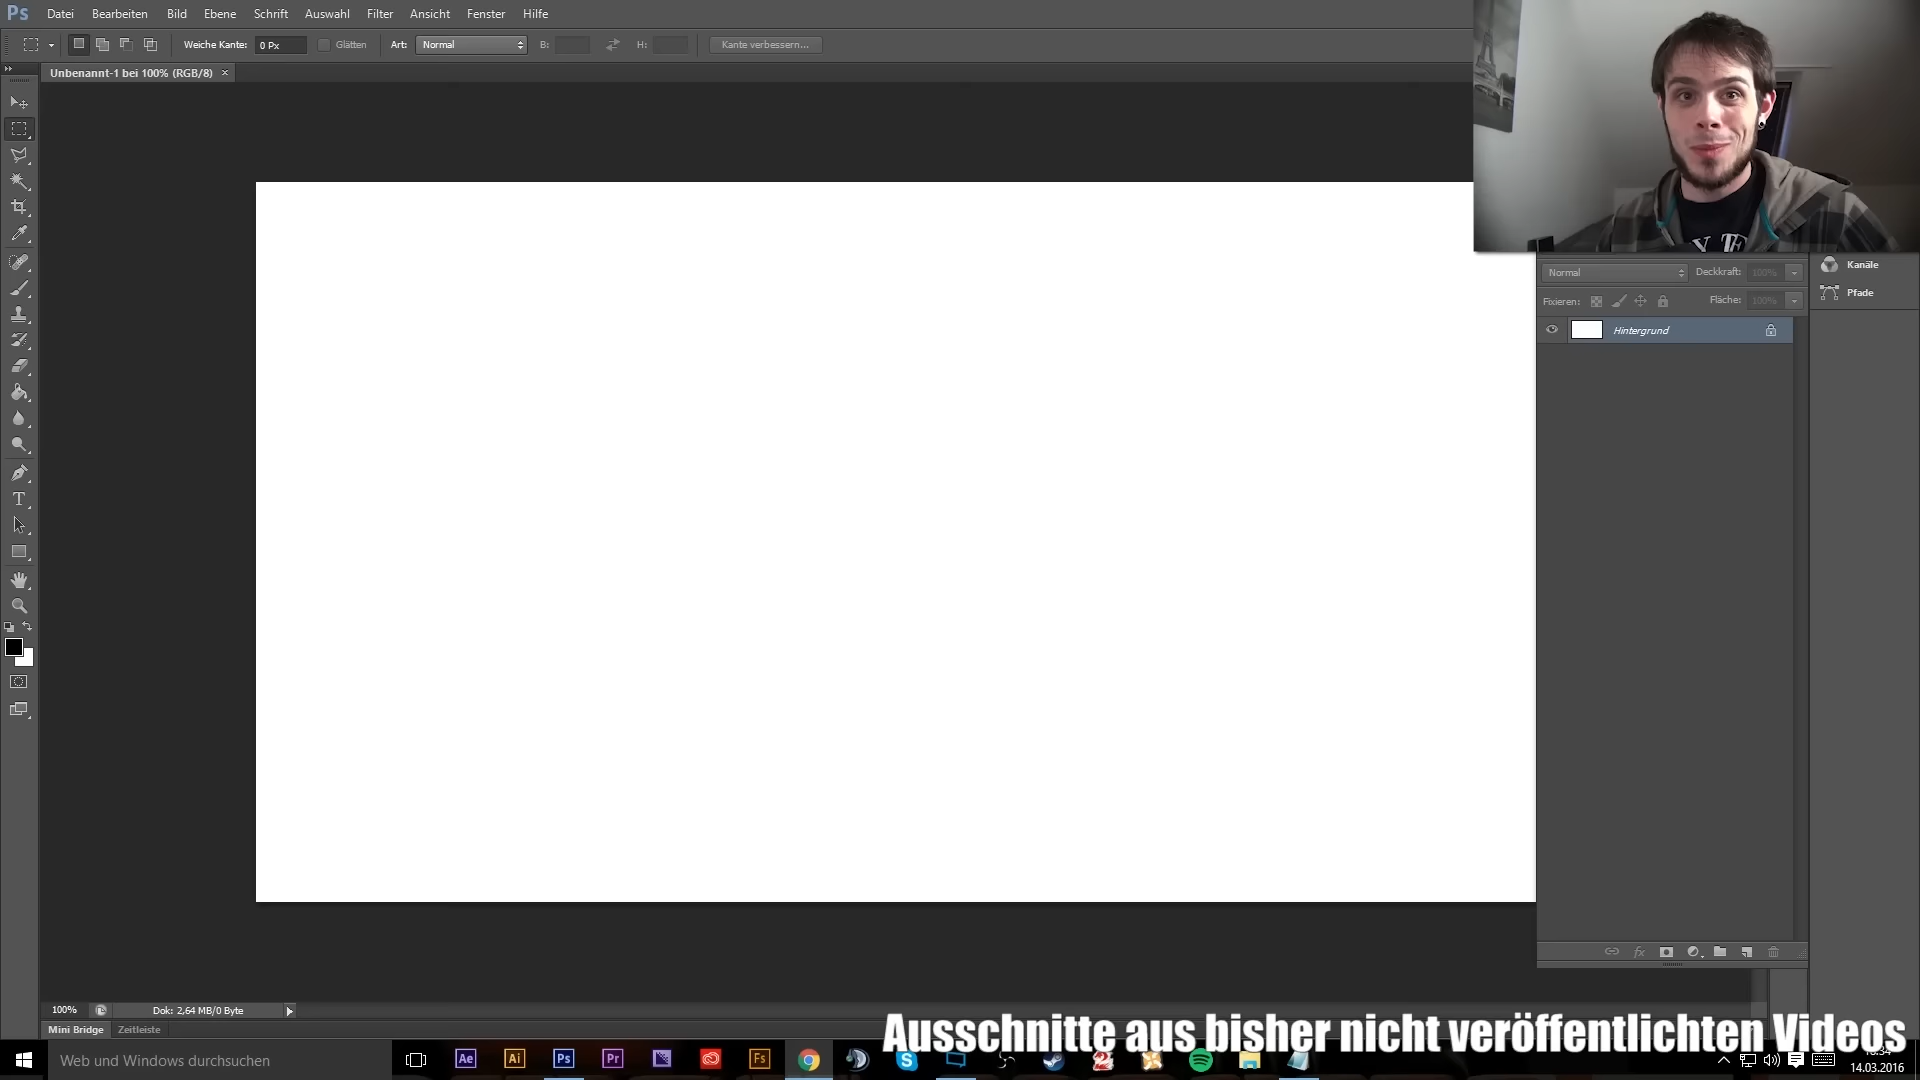 Ps Datei Bearbeiten Bild Ebene Schrift Auswahl Filter Ansicht Fenster Hilfe
Weiche Kante: 0 Px Glätten Art: Normal B: H: Kante verbessern...
Unbenannt-1 bei 100% (RGB/8) ×
Kanäle
Normal Deckkraft: 100%
Pfade
Fixieren: Fläche: 100%
Hintergrund
fx
T
100% Dok: 2,64 MB/0 Byte
Mini Bridge Zeitleiste
Ausschnitte aus bisher nicht veröffentlichten Videos
Web und Windows durchsuchen Ae Ai Ps Pr Fs
14.03.2016